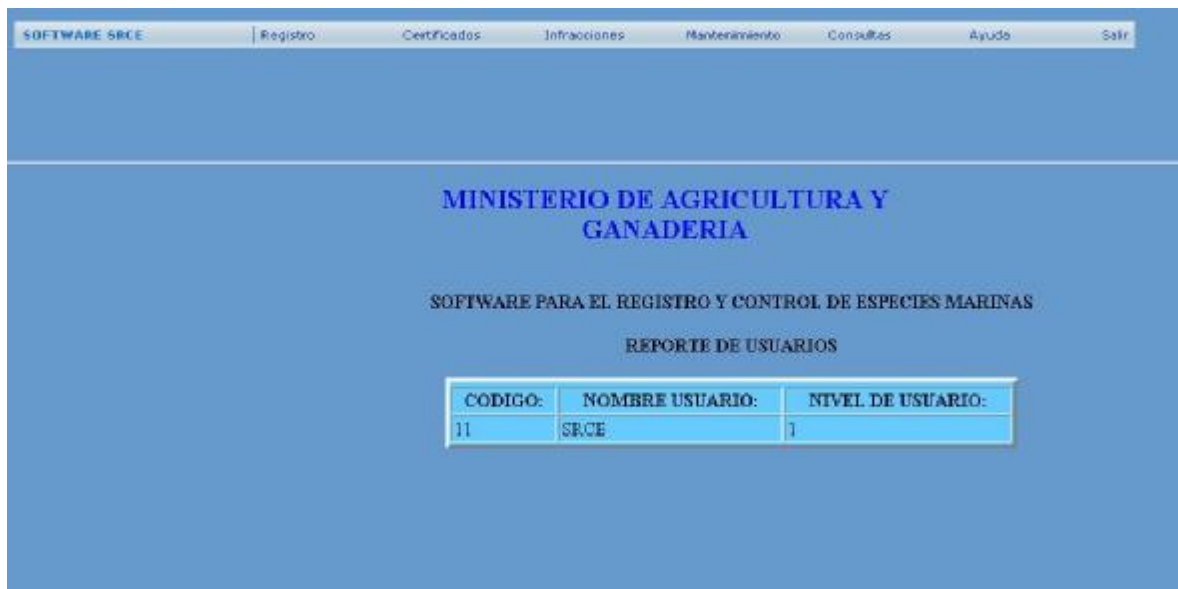 SOFTWARE SRCE Registro Certificados Infracciones Mantenimiento Consultas Ayuda Salir
MINISTERIO DE AGRICULTURA Y
GANADERIA
SOFTWARE PARA EL REGISTRO Y CONTROL DE ESPECIES MARINAS
REPORTE DE USUARIOS
CODIGO: NOMBRE USUARIO: NIVEL DE USUARIO:
11 SRCE 1